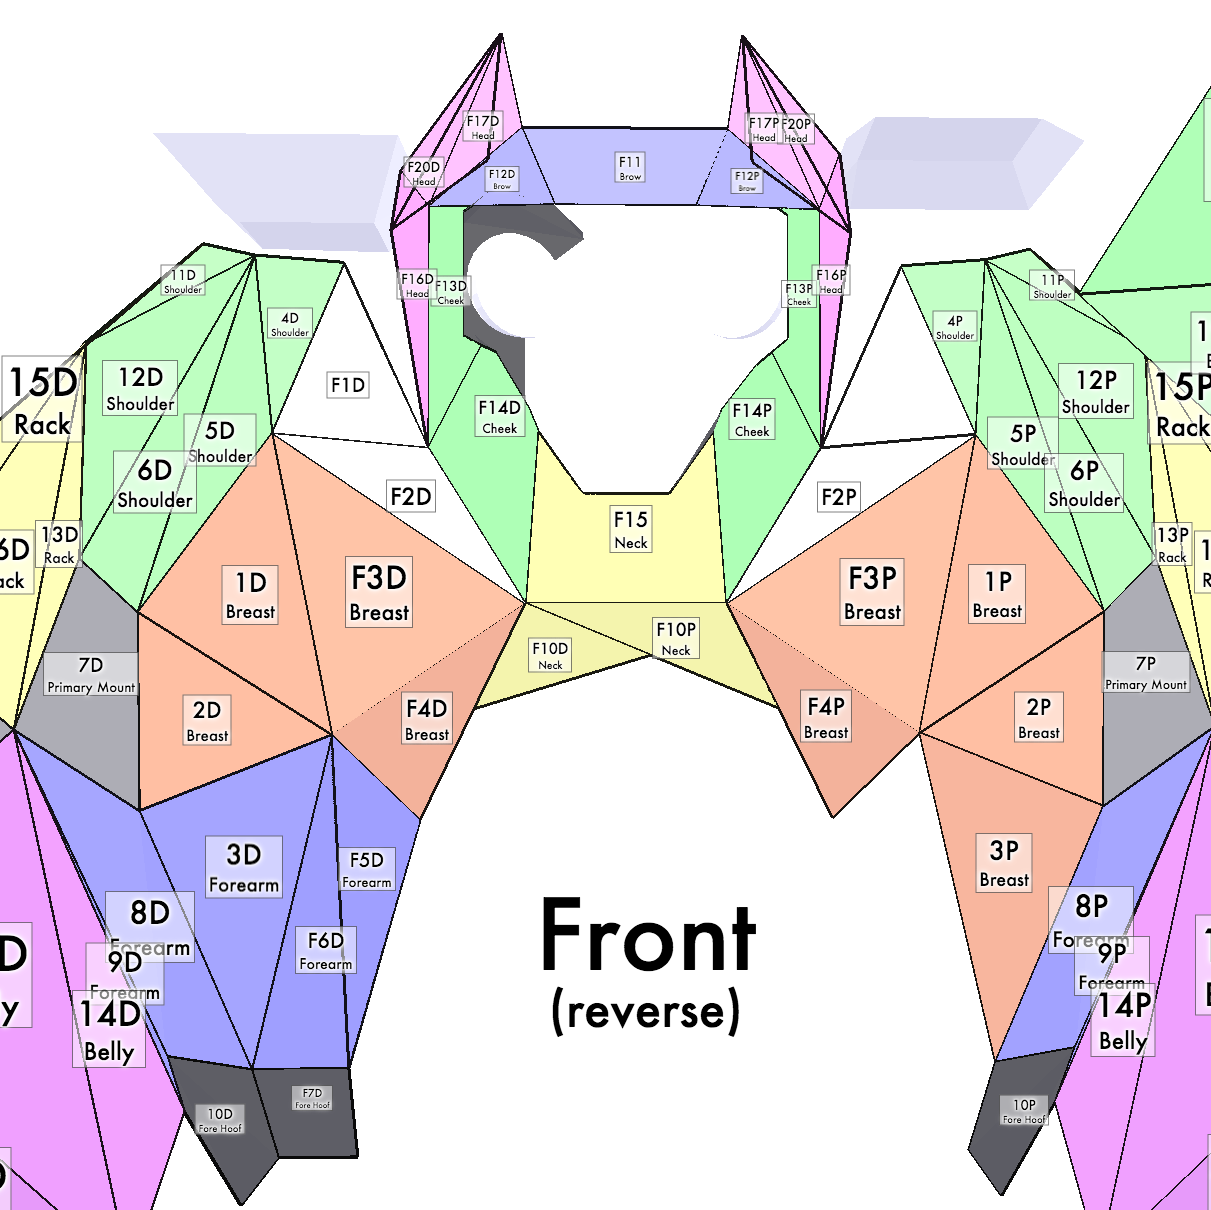 F17D
Head
F17P
Head
F20P
Head
F20D
Head
F12D
Brow
F11
Brow
F12P
Brow
11D
Shoulder
F16D
Head
F13D
Cheek
F13P
Cheek
F16P
Head
11P
Shoulder
4D
Shoulder
4P
Shoulder
15D
Rack
12D
Shoulder
F1D
12P
Shoulder
15P
Rack
5D
Shoulder
F14D
Cheek
F14P
Cheek
5P
Shoulder
6D
Shoulder
F2D
F2P
6P
Shoulder
6D
ack
13D
Rack
F15
Neck
13P
Rack
1D
Breast
F3D
Breast
F3P
Breast
1P
Breast
7D
Primary Mount
F10D
Neck
F10P
Neck
7P
Primary Mount
2D
Breast
F4D
Breast
F4P
Breast
2P
Breast
3D
Forearm
F5D
Forearm
3P
Breast
8D
Forearm
F6D
Forearm
Front
(reverse)
8P
Forearm
9D
Forearm
9P
Forearm
14D
Belly
14P
Belly
10D
Fore Hoof
F7D
Fore Hoof
10P
Fore Hoof